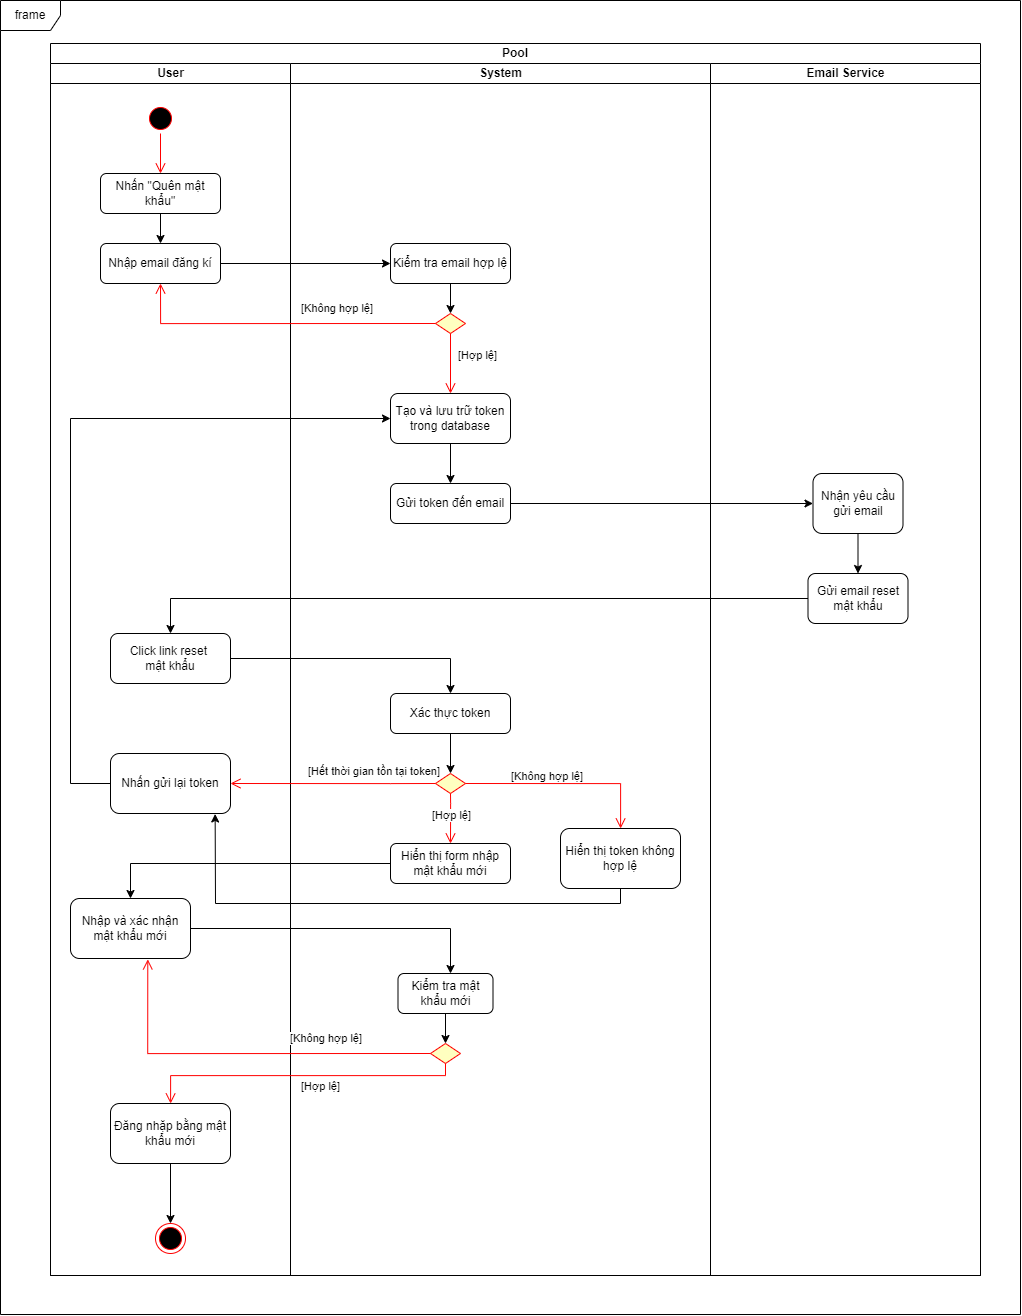 frame
Pool
User
System
Email Service
Nhấn "Quên mật
khẩu"
Nhập email đăng kí
Kiểm tra email hợp lệ
[Không hợp lệ]
[Hợp lệ]
Tạo và lưu trữ token
trong database
Gửi token đến email
Nhận yêu cầu
gửi email
Gửi email reset
mật khẩu
Click link reset
mật khẩu
Xác thực token
Nhấn gửi lại token
[Hết thời gian tồn tại token]
[Không hợp lệ]
[Hợp lệ]
Hiển thị form nhập
mật khẩu mới
Hiển thị token không
hợp lệ
Nhập và xác nhận
mật khẩu mới
Kiểm tra mật
khẩu mới
[Không hợp lệ]
[Hợp lệ]
Đăng nhập bằng mật
khẩu mới